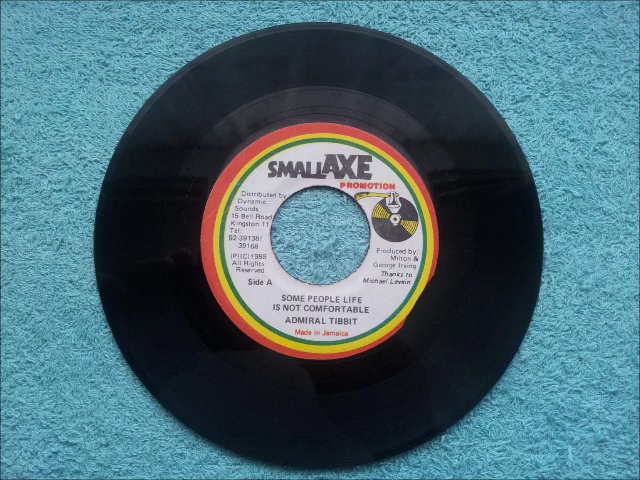 SMALL AXE
PROMOTION
Distributed by
Dynamic
Sounds
15 Bell Road
Kingston 11
Tel:
92-39138/
39168
(P)(C)1988
All Rights
Reserved
Side A
Produced by:
Milton &
George Irving
Thanks to
Michael Levein
SOME PEOPLE LIFE
IS NOT COMFORTABLE
ADMIRAL TIBBIT
Made in Jamaica